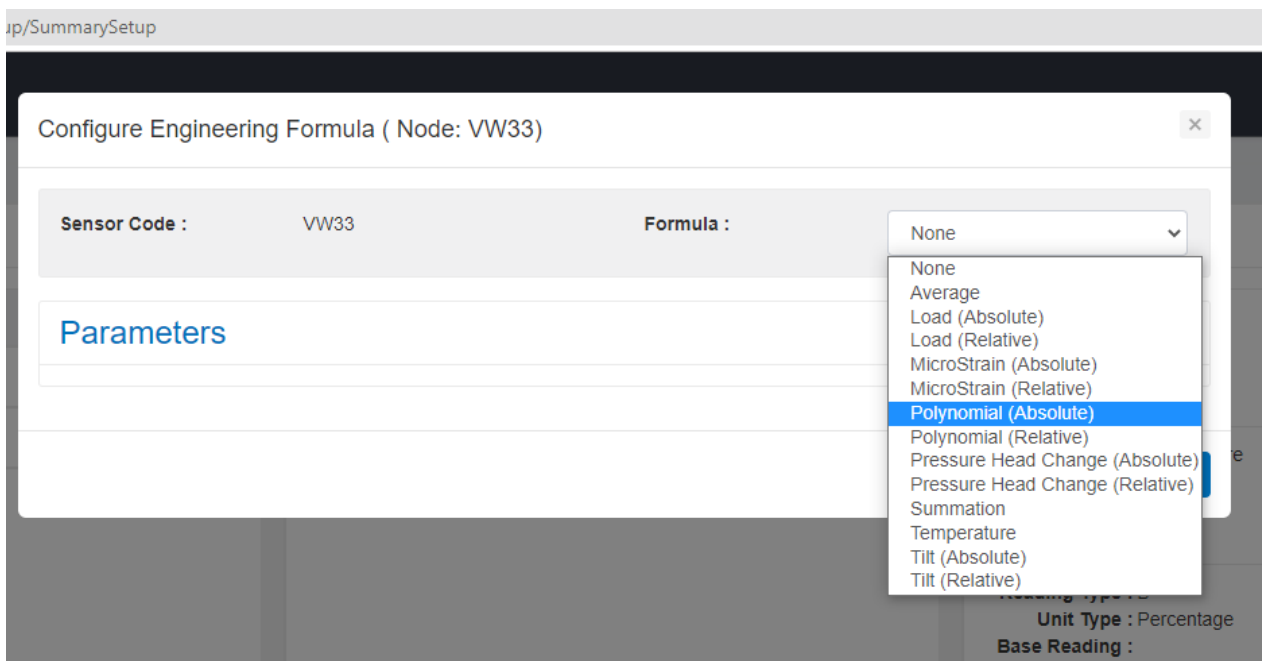 up/SummarySetup
Configure Engineering Formula ( Node: VW33)
×
Sensor Code :
VW33
Formula :
None
None
Average
Load (Absolute)
Load (Relative)
MicroStrain (Absolute)
MicroStrain (Relative)
Polynomial (Absolute)
Polynomial (Relative)
Pressure Head Change (Absolute)
Pressure Head Change (Relative)
Summation
Temperature
Tilt (Absolute)
Tilt (Relative)
Parameters
Unit Type : Percentage
Base Reading :